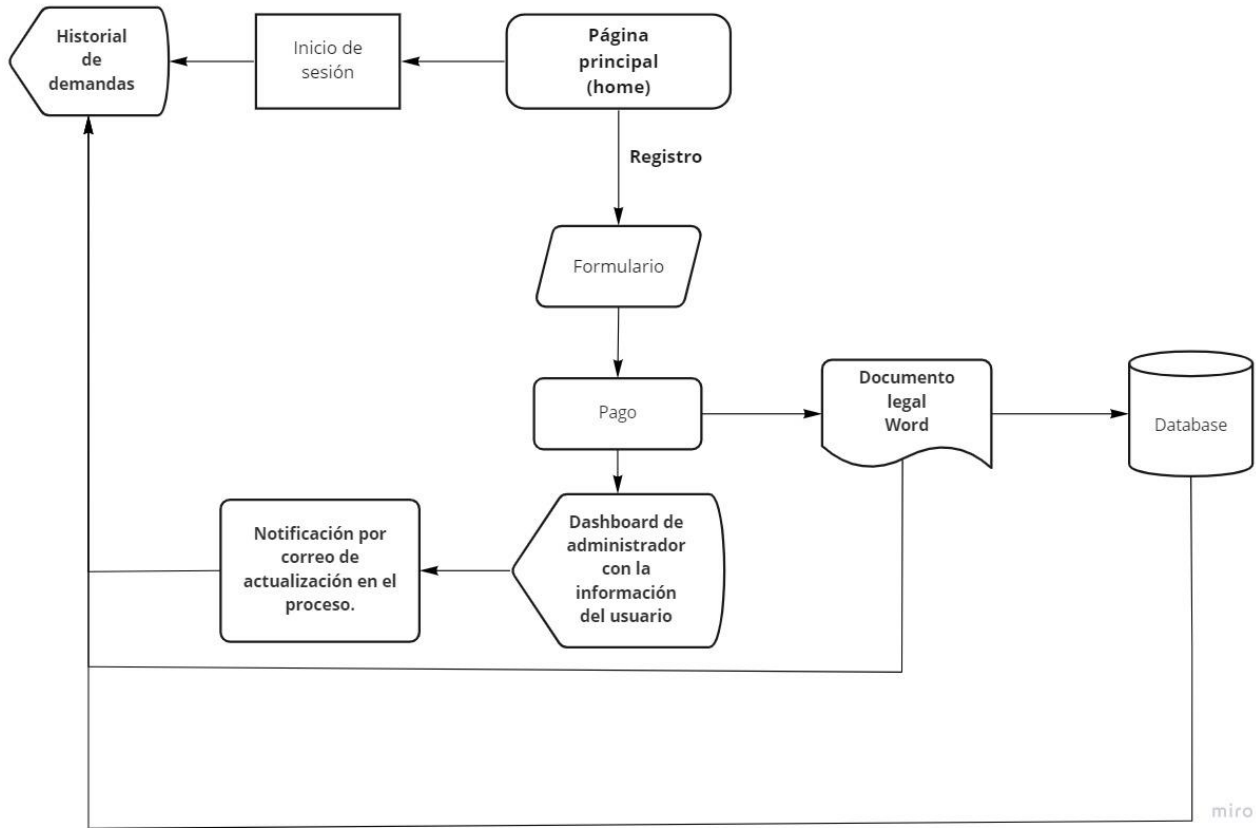 Historial
de
demandas
Inicio de
sesión
Página
principal
(home)
Registro
Formulario
Pago
Documento
legal
Word
Database
Notificación por
correo de
actualización en el
proceso.
Dashboard de
administrador
con la
información
del usuario
miro